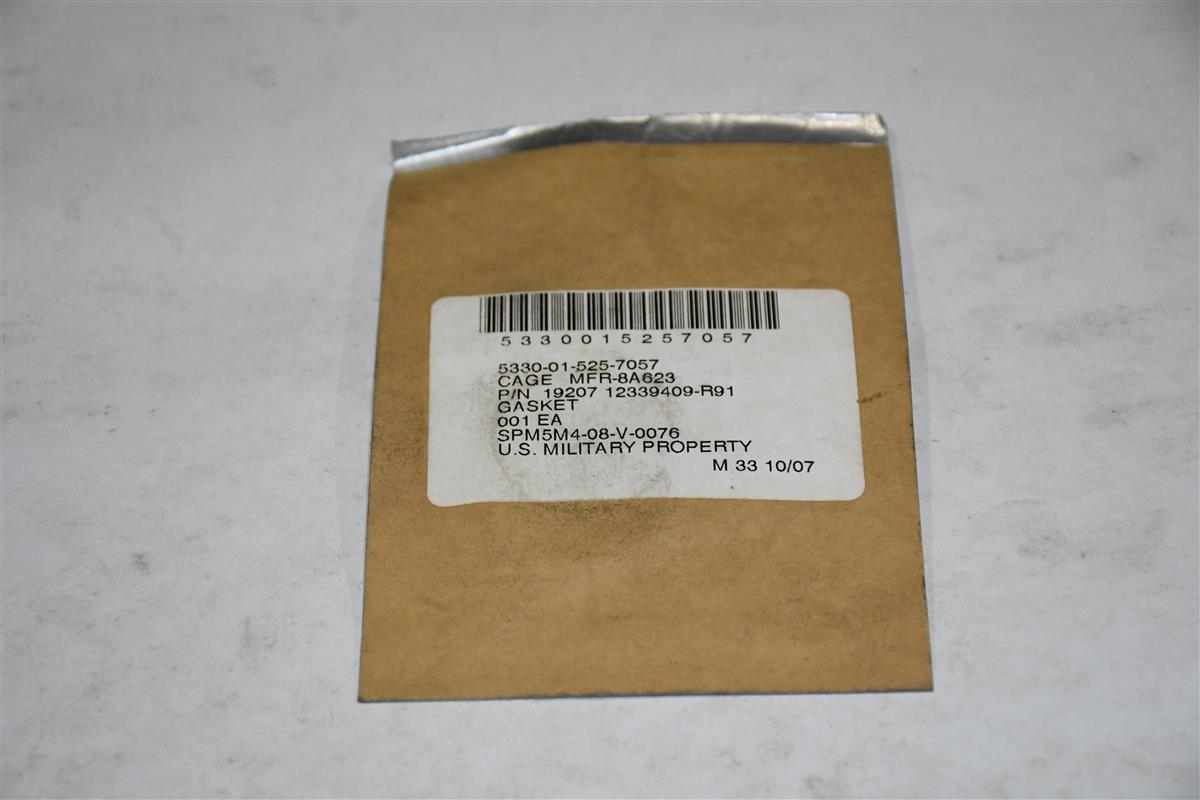 5330015257057
5330-01-525-7057
CAGE MFR-8A623
P/N 19207 12339409-R91
GASKET
001 EA
SPM5M4-08-V-0076
U.S. MILITARY PROPERTY
M 33 10/07